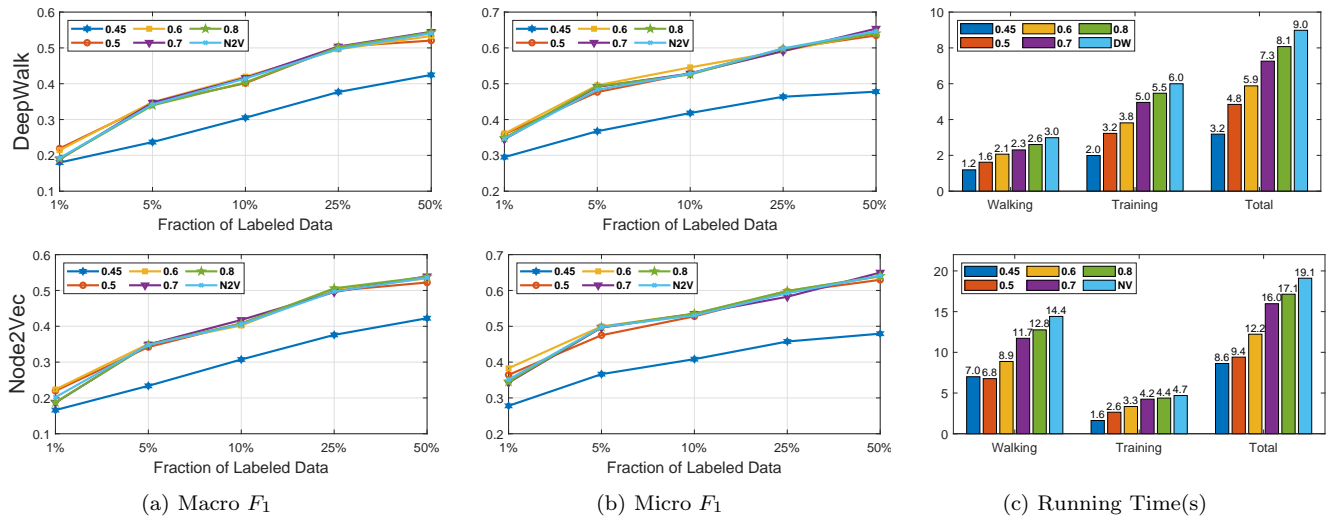 DeepWalk
0.6
0.5
0.4
0.3
0.2
0.1
0.45 0.6 0.8
0.5 0.7 N2V
1% 5% 10% 25% 50%
Fraction of Labeled Data
0.7
0.6
0.5
0.4
0.3
0.2
0.45 0.6 0.8
0.5 0.7 N2V
1% 5% 10% 25% 50%
Fraction of Labeled Data
10
8
6
4
2
0
0.45 0.6 0.8
0.5 0.7 DW
1.2 1.6 2.1 2.3 2.6 3.0
2.0 3.2 3.8 5.0 5.5 6.0
3.2 4.8 5.9 7.3 8.1 9.0
Walking Training Total
Node2Vec
0.6
0.5
0.4
0.3
0.2
0.1
0.45 0.6 0.8
0.5 0.7 N2V
1% 5% 10% 25% 50%
Fraction of Labeled Data
0.7
0.6
0.5
0.4
0.3
0.2
0.45 0.6 0.8
0.5 0.7 N2V
1% 5% 10% 25% 50%
Fraction of Labeled Data
20
15
10
5
0
0.45 0.6 0.8
0.5 0.7 NV
7.0 6.8 8.9 11.7 12.8 14.4
1.6 2.6 3.3 4.2 4.4 4.7
8.6 9.4 12.2 16.0 17.1 19.1
Walking Training Total
(a) Macro F1
(b) Micro F1
(c) Running Time(s)